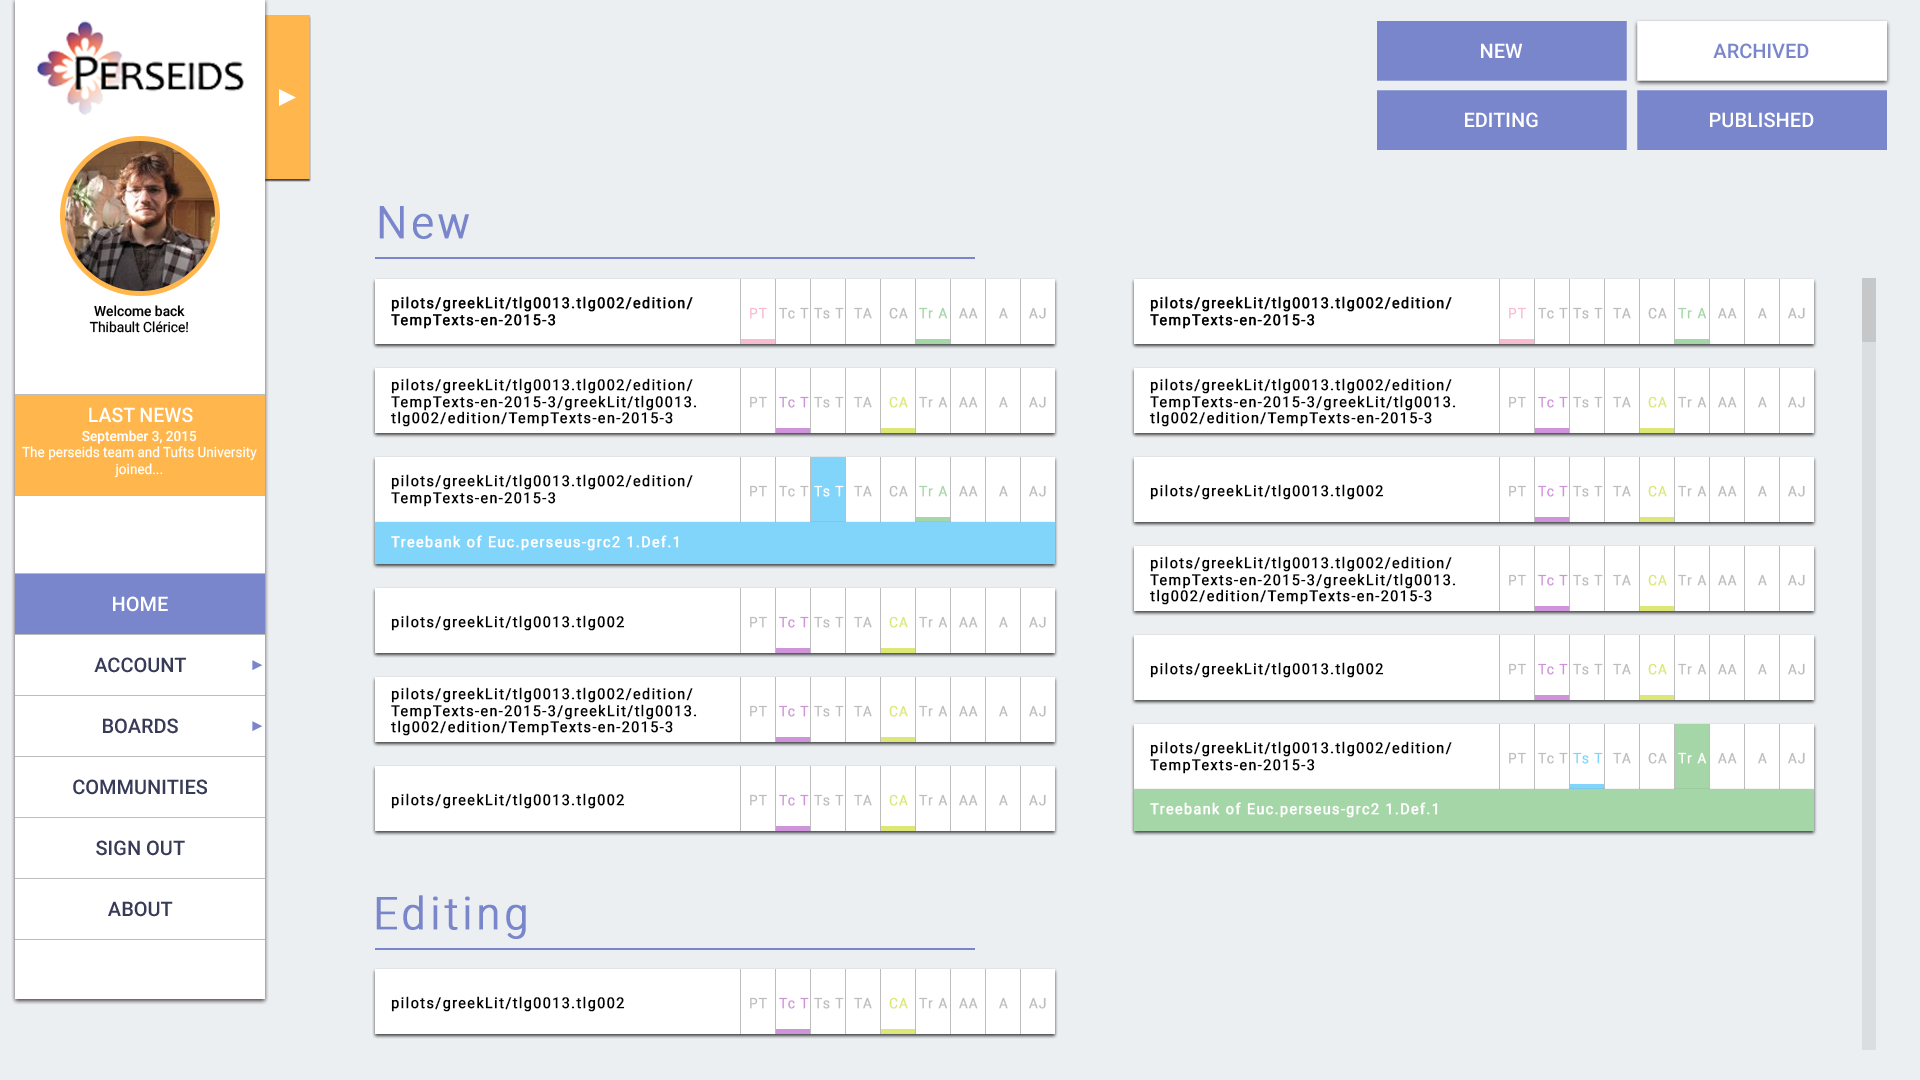 PERSEIDS
Welcome back
Thibault Clérice!
LAST NEWS
September 3, 2015
The perseids team and Tufts University
joined...
HOME
ACCOUNT
BOARDS
COMMUNITIES
SIGN OUT
ABOUT
NEW
ARCHIVED
EDITING
PUBLISHED
New
pilots/greekLit/tlg0013.tlg002/edition/
TempTexts-en-2015-3
PT Tc T Ts T TA CA Tr A AA A AJ
pilots/greekLit/tlg0013.tlg002/edition/
TempTexts-en-2015-3/greekLit/tlg0013.
tlg002/edition/TempTexts-en-2015-3
PT Tc T Ts T TA CA Tr A AA A AJ
pilots/greekLit/tlg0013.tlg002/edition/
TempTexts-en-2015-3
PT Tc T Ts T TA CA Tr A AA A AJ
Treebank of Euc.perseus-grc2 1.Def.1
pilots/greekLit/tlg0013.tlg002
PT Tc T Ts T TA CA Tr A AA A AJ
pilots/greekLit/tlg0013.tlg002/edition/
TempTexts-en-2015-3/greekLit/tlg0013.
tlg002/edition/TempTexts-en-2015-3
PT Tc T Ts T TA CA Tr A AA A AJ
pilots/greekLit/tlg0013.tlg002
PT Tc T Ts T TA CA Tr A AA A AJ
pilots/greekLit/tlg0013.tlg002/edition/
TempTexts-en-2015-3
PT Tc T Ts T TA CA Tr A AA A AJ
pilots/greekLit/tlg0013.tlg002/edition/
TempTexts-en-2015-3/greekLit/tlg0013.
tlg002/edition/TempTexts-en-2015-3
PT Tc T Ts T TA CA Tr A AA A AJ
pilots/greekLit/tlg0013.tlg002
PT Tc T Ts T TA CA Tr A AA A AJ
pilots/greekLit/tlg0013.tlg002/edition/
TempTexts-en-2015-3/greekLit/tlg0013.
tlg002/edition/TempTexts-en-2015-3
PT Tc T Ts T TA CA Tr A AA A AJ
pilots/greekLit/tlg0013.tlg002
PT Tc T Ts T TA CA Tr A AA A AJ
pilots/greekLit/tlg0013.tlg002/edition/
TempTexts-en-2015-3
PT Tc T Ts T TA CA Tr A AA A AJ
Treebank of Euc.perseus-grc2 1.Def.1
Editing
pilots/greekLit/tlg0013.tlg002
PT Tc T Ts T TA CA Tr A AA A AJ